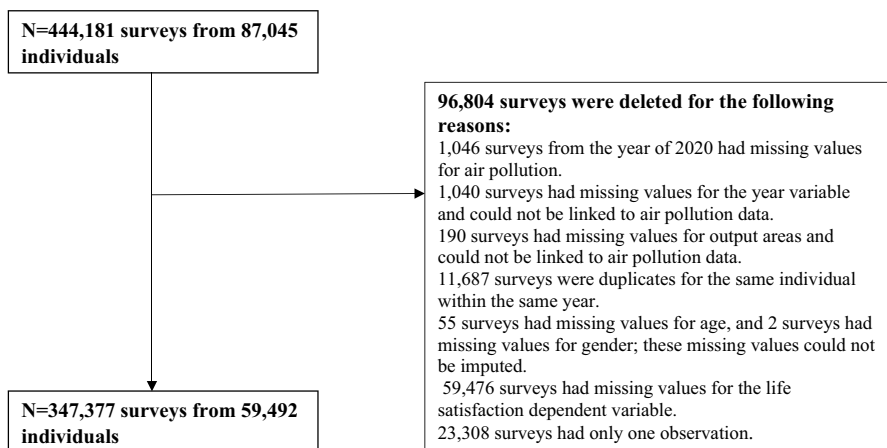 N=444,181 surveys from 87,045
individuals
96,804 surveys were deleted for the following
reasons:
1,046 surveys from the year of 2020 had missing values
for air pollution.
1,040 surveys had missing values for the year variable
and could not be linked to air pollution data.
190 surveys had missing values for output areas and
could not be linked to air pollution data.
11,687 surveys were duplicates for the same individual
within the same year.
55 surveys had missing values for age, and 2 surveys had
missing values for gender; these missing values could not
be imputed.
59,476 surveys had missing values for the life
satisfaction dependent variable.
23,308 surveys had only one observation.
N=347,377 surveys from 59,492
individuals